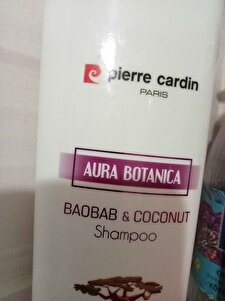 pierre cardin
PARIS
AURA BOTANICA
BAOBAB & COCONUT
Shampoo